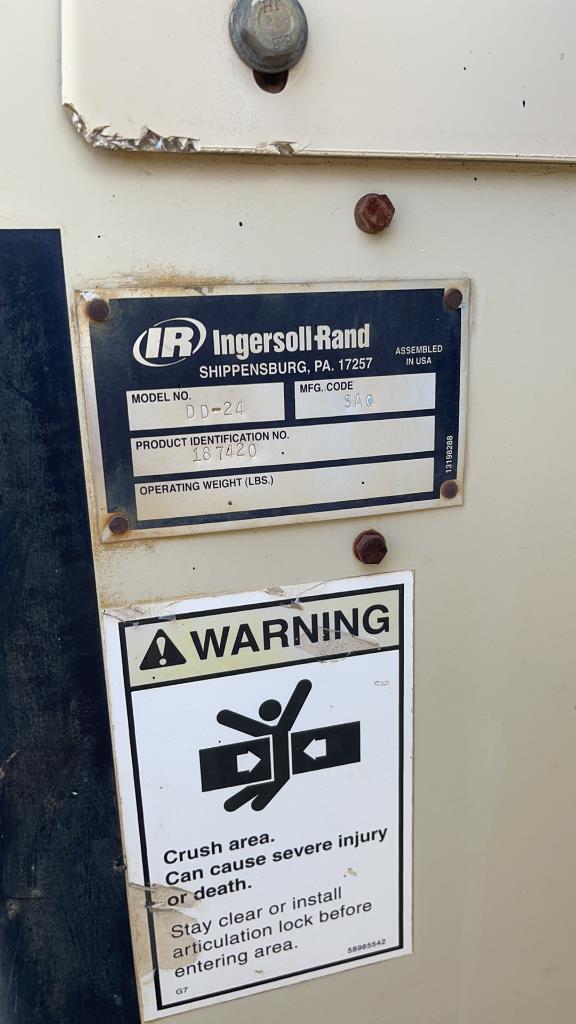 IR Ingersoll-Rand
SHIPPENSBURG, PA. 17257
ASSEMBLED
IN USA
MODEL NO.
DD-24
MFG. CODE
SAQ
PRODUCT IDENTIFICATION NO.
187420
OPERATING WEIGHT (LBS.)
13198288
WARNING
Crush area.
Can cause severe injury
or death.
Stay clear or install
articulation lock before
entering area.
58965542
G7